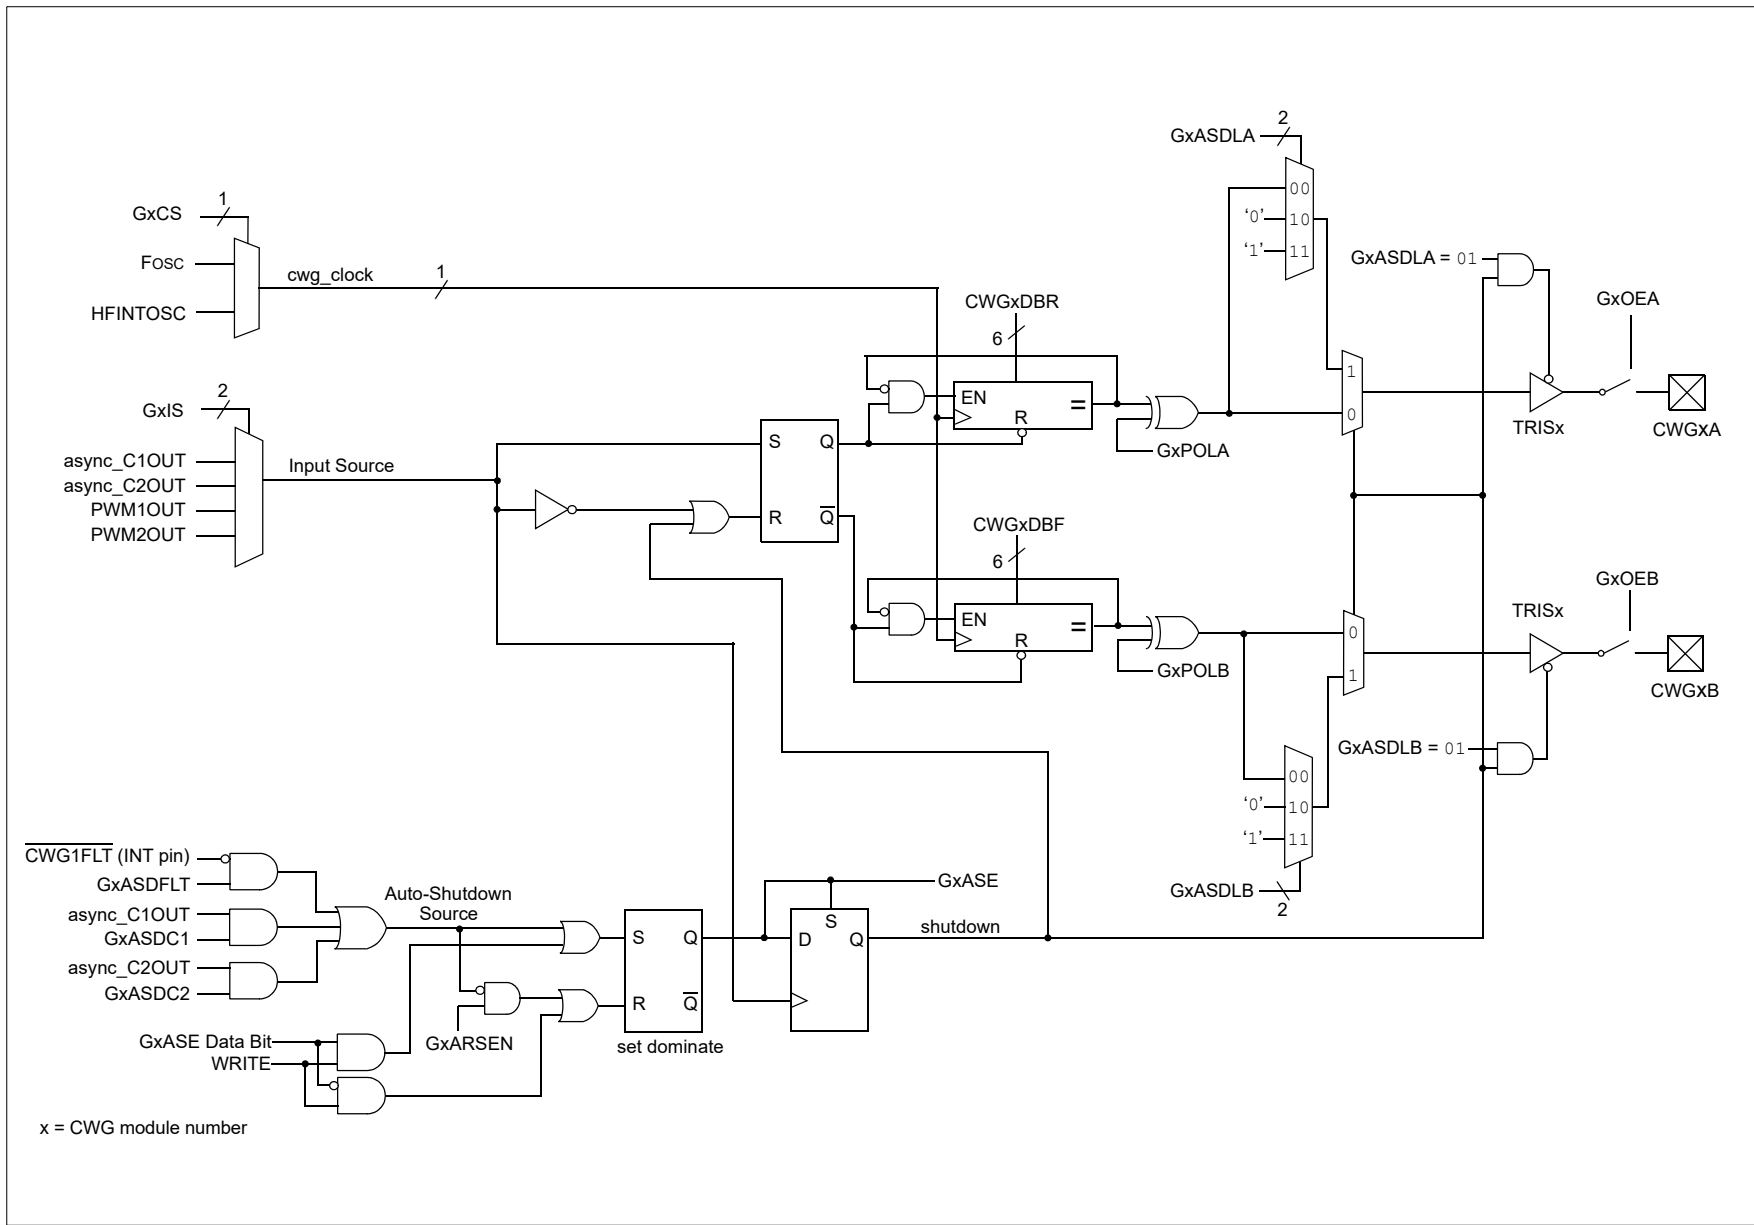 2
GxASDLA
00
'0'
10
'1'
11
1
GxCS
FOSC
HFINTOSC
cwg_clock
1
GxASDLA = 01
GxOEA
CWGxDBR
6
EN
=
R
GxPOLA
1
0
TRISx
CWGxA
2
GxIS
async_C1OUT
async_C2OUT
PWM1OUT
PWM2OUT
Input Source
S
Q
R
Q
CWGxDBF
6
EN
=
R
GxPOLB
0
1
TRISx
GxOEB
CWGxB
GxASDLB = 01
00
'0'
10
'1'
11
GxASDLB
2
CWG1FLT (INT pin)
GxASDFLT
async_C1OUT
GxASDC1
async_C2OUT
GxASDC2
Auto-Shutdown
Source
GxARSEN
S
Q
R
Q
set dominate
GxASE
S
D
Q
shutdown
GxASE Data Bit
WRITE
x = CWG module number